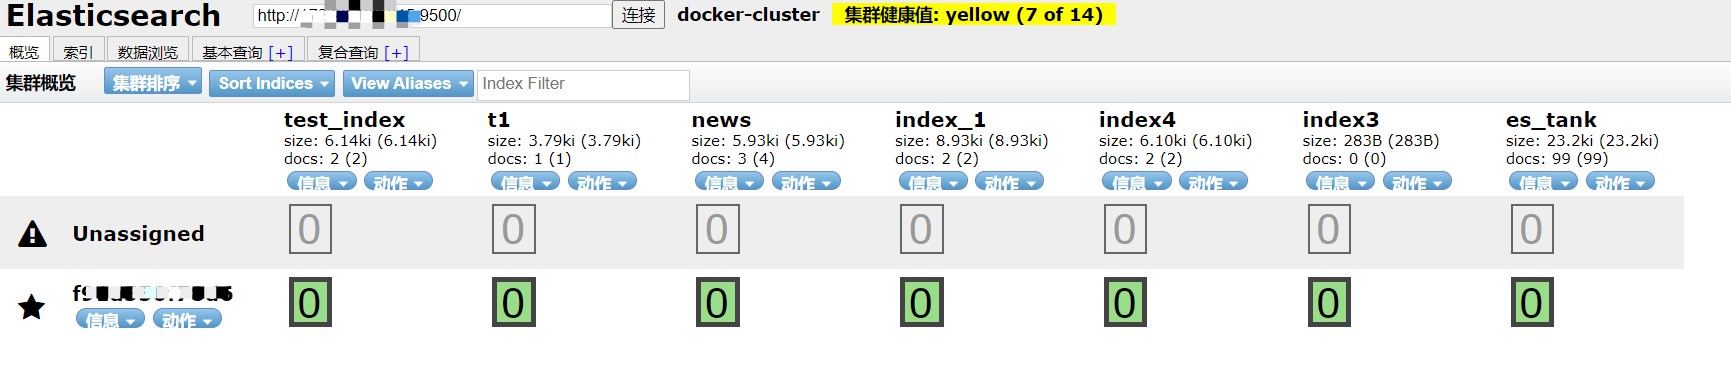 Elasticsearch http:// 9500/ 连接 docker-cluster 集群健康值: yellow (7 of 14)
概览 索引 数据浏览 基本查询 [+] 复合查询 [+]
集群概览 集群排序 Sort Indices View Aliases Index Filter
test_index t1 news index_1 index4 index3 es_tank
size: 6.14ki (6.14ki) size: 3.79ki (3.79ki) size: 5.93ki (5.93ki) size: 8.93ki (8.93ki) size: 6.10ki (6.10ki) size: 283B (283B) size: 23.2ki (23.2ki)
docs: 2 (2) docs: 1 (1) docs: 3 (4) docs: 2 (2) docs: 2 (2) docs: 0 (0) docs: 99 (99)
信息 动作 信息 动作 信息 动作 信息 动作 信息 动作 信息 动作 信息 动作
Unassigned 0 0 0 0 0 0 0
0 0 0 0 0 0 0
信息 动作